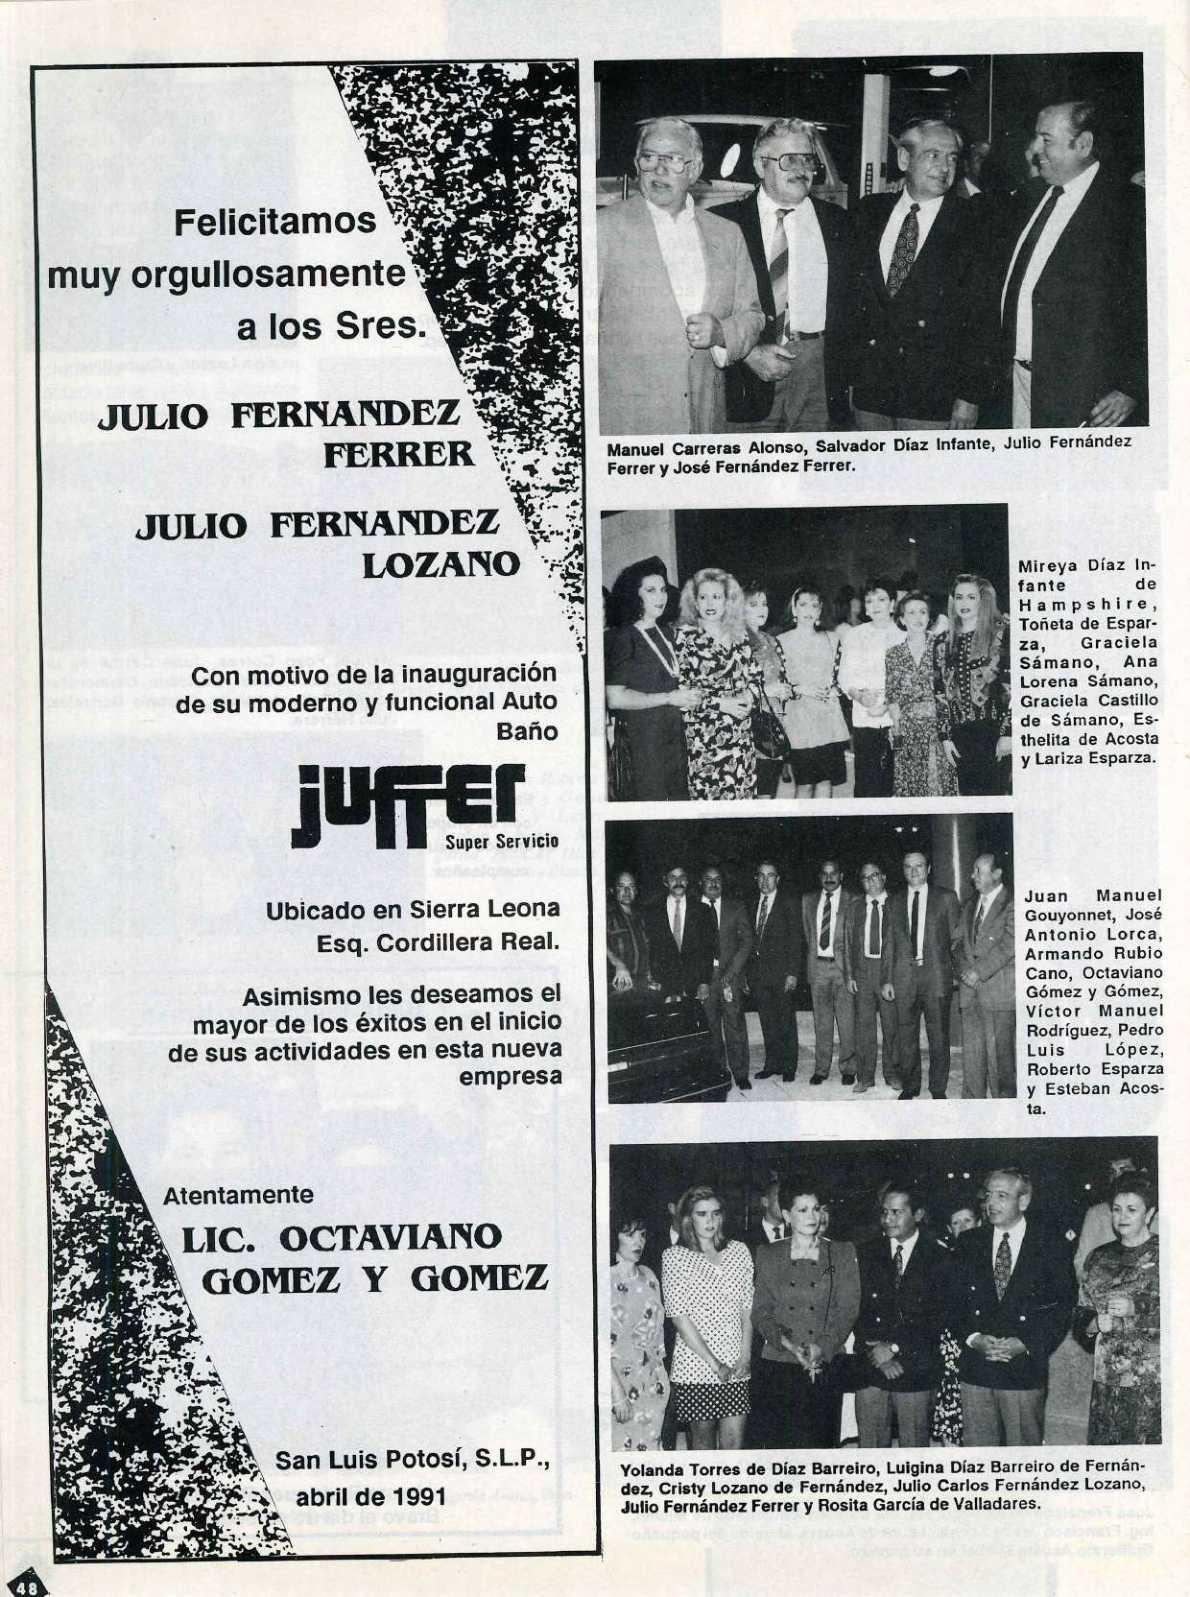 Felicitamos
muy orgullosamente
a los Sres.
JULIO FERNANDEZ
FERRER
JULIO FERNANDEZ
LOZANO
Con motivo de la inauguración
de su moderno y funcional Auto
Baño
juffer
Super Servicio
Ubicado en Sierra Leona
Esq. Cordillera Real.
Asimismo les deseamos el
mayor de los éxitos en el inicio
de sus actividades en esta nueva
empresa
Atentamente
LIC. OCTAVIANO
GOMEZ Y GOMEZ
San Luis Potosí, S.L.P.,
abril de 1991
Manuel Carreras Alonso, Salvador Díaz Infante, Julio Fernández
Ferrer y José Fernández Ferrer.
Mireya Díaz In-
fante de
Hampshire,
Toñeta de Espar-
za, Graciela
Sámano, Ana
Lorena Sámano,
Graciela Castillo
de Sámano, Es-
thelita de Acosta
y Lariza Esparza.
Juan Manuel
Gouyonnet, José
Antonio Lorca,
Armando Rubio
Cano, Octaviano
Gómez y Gómez,
Víctor Manuel
Rodríguez, Pedro
Luis López,
Roberto Esparza
y Esteban Acos-
ta.
Yolanda Torres de Díaz Barreiro, Luigina Díaz Barreiro de Fernán-
dez, Cristy Lozano de Fernández, Julio Carlos Fernández Lozano,
Julio Fernández Ferrer y Rosita García de Valladares.
48